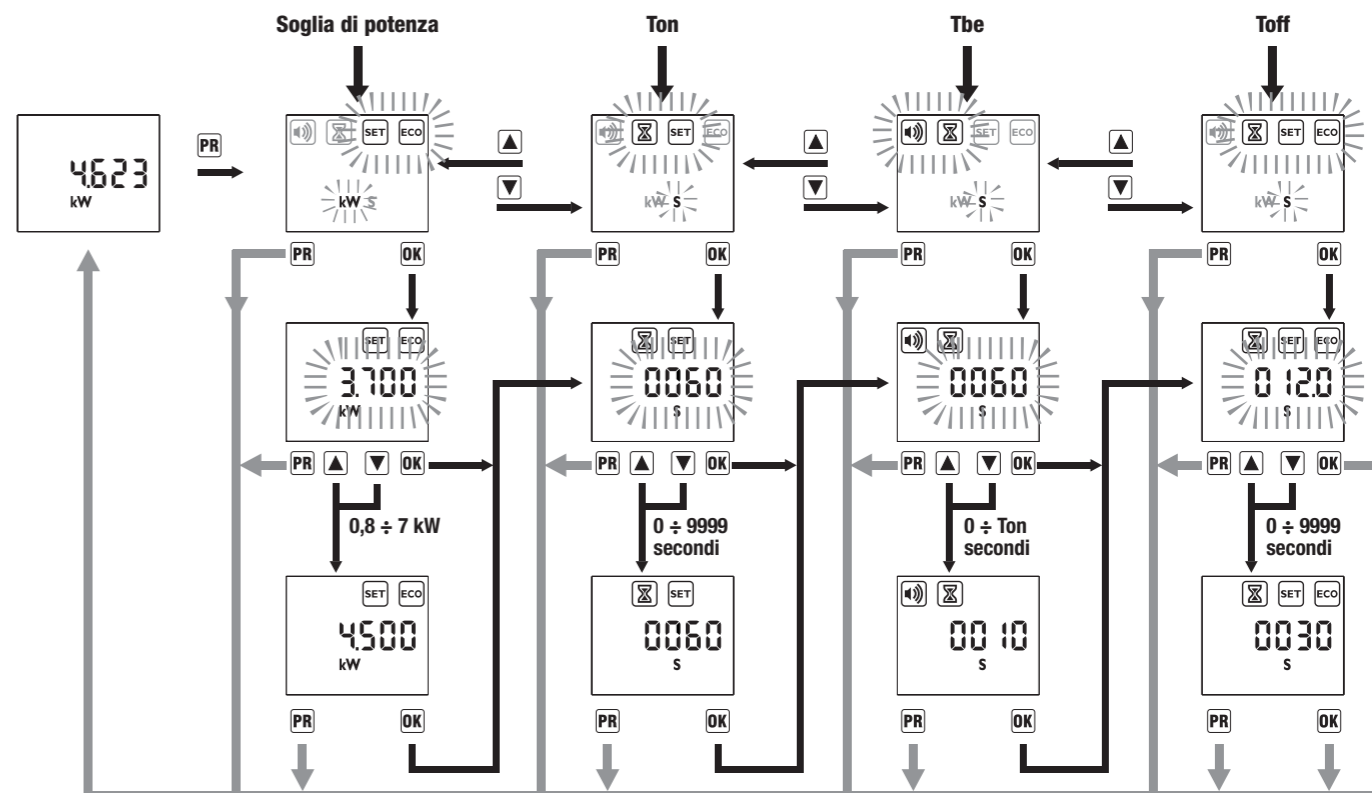 Soglia di potenza
Ton
Tbe
Toff
4.623
kW
PR
SET ECO
kW S
▲
▼
SET ECO
kW S
▲
▼
SET ECO
kW S
▲
▼
SET ECO
kW S
PR OK
PR OK
PR OK
PR OK
SET ECO
3.700
kW
SET
0060
S
0060
S
SET ECO
012.0
S
PR ▲ ▼ OK
PR ▲ ▼ OK
PR ▲ ▼ OK
PR ▲ ▼ OK
0,8 ÷ 7 kW
0 ÷ 9999
secondi
0 ÷ Ton
secondi
0 ÷ 9999
secondi
SET ECO
4.500
kW
SET
0060
S
0010
S
SET ECO
0030
S
PR OK
PR OK
PR OK
PR OK